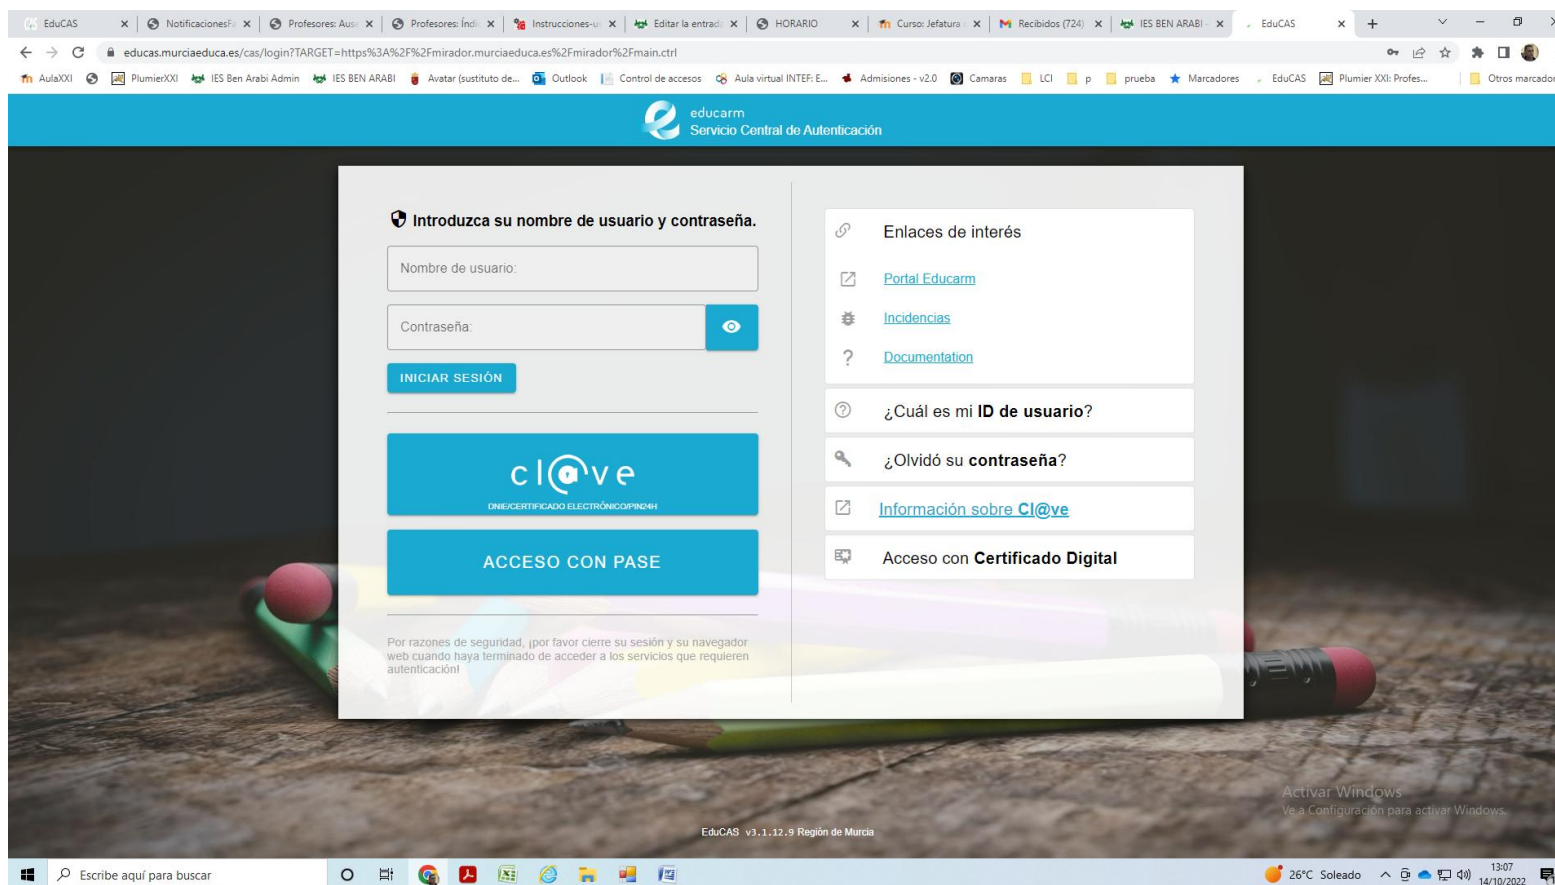 EduCAS
NotificacionesFa
Profesores: Ause
Profesores: Índic
Instrucciones-u
Editar la entrada
HORARIO
Curso: Jefatura
Recibidos (724)
IES BEN ARABI -
EduCAS
educas.murciaeduca.es/cas/login?TARGET=https%3A%2F%2Fmirador.murciaeduca.es%2Fmirador%2Fmain.ctrl
AulaXXI
PlumierXXI
IES Ben Arabi Admin
IES BEN ARABI
Avatar (sustituto de...
Outlook
Control de accesos
Aula virtual INTEF: E...
Admisiones - v2.0
Camaras
LCI
p
prueba
Marcadores
EduCAS
Plumier XXI: Profes...
Otros marcador
educarm
Servicio Central de Autenticación
Introduzca su nombre de usuario y contraseña.
Nombre de usuario:
Contraseña:
INICIAR SESIÓN
cl@ve
DNIE/CERTIFICADO ELECTRÓNICO/PIN24H
ACCESO CON PASE
Por razones de seguridad, ¡por favor cierre su sesión y su navegador
web cuando haya terminado de acceder a los servicios que requieren
autenticación!
Enlaces de interés
Portal Educarm
Incidencias
Documentation
¿Cuál es mi ID de usuario?
¿Olvidó su contraseña?
Información sobre Cl@ve
Acceso con Certificado Digital
Activar Windows
Ve a Configuración para activar Windows.
EduCAS v3.1.12.9 Región de Murcia
Escribe aquí para buscar
26°C Soleado
13:07
14/10/2022